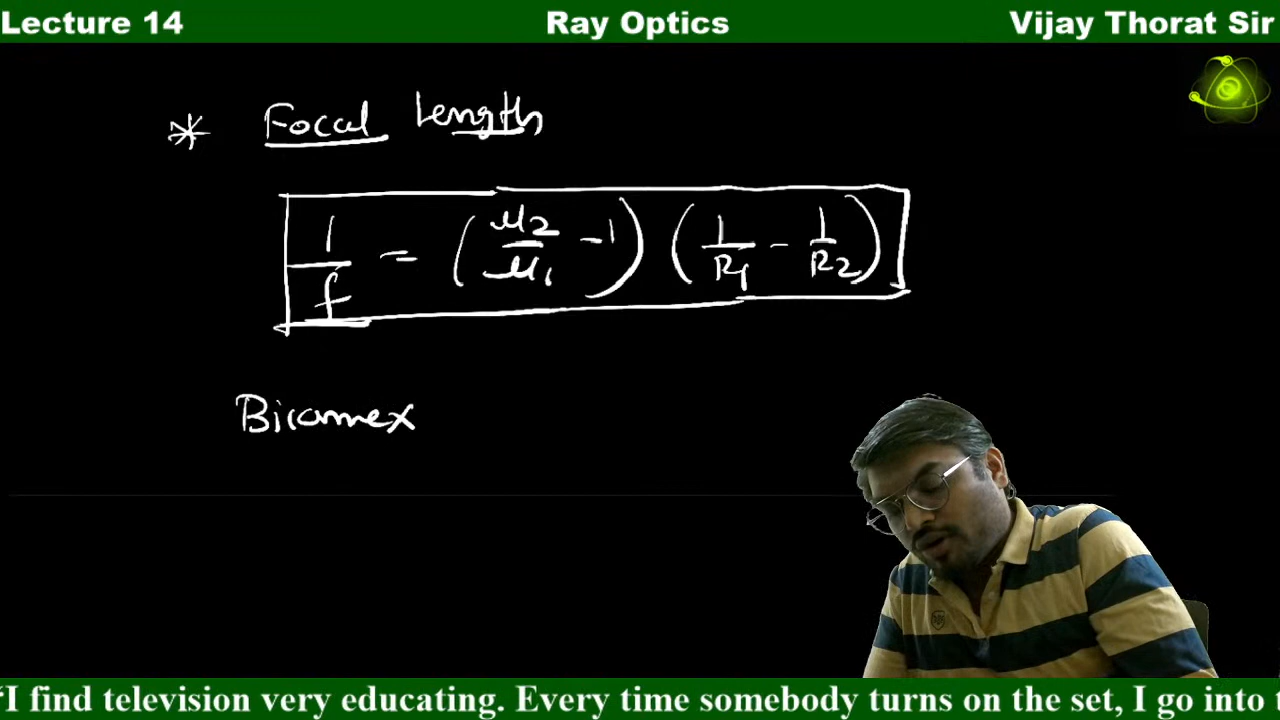 Lecture 14 Ray Optics Vijay Thorat Sir
* Focal Length
1/f = (μ2/μ1 - 1) (1/R1 - 1/R2)
Biconvex
"I find television very educating. Every time somebody turns on the set, I go into